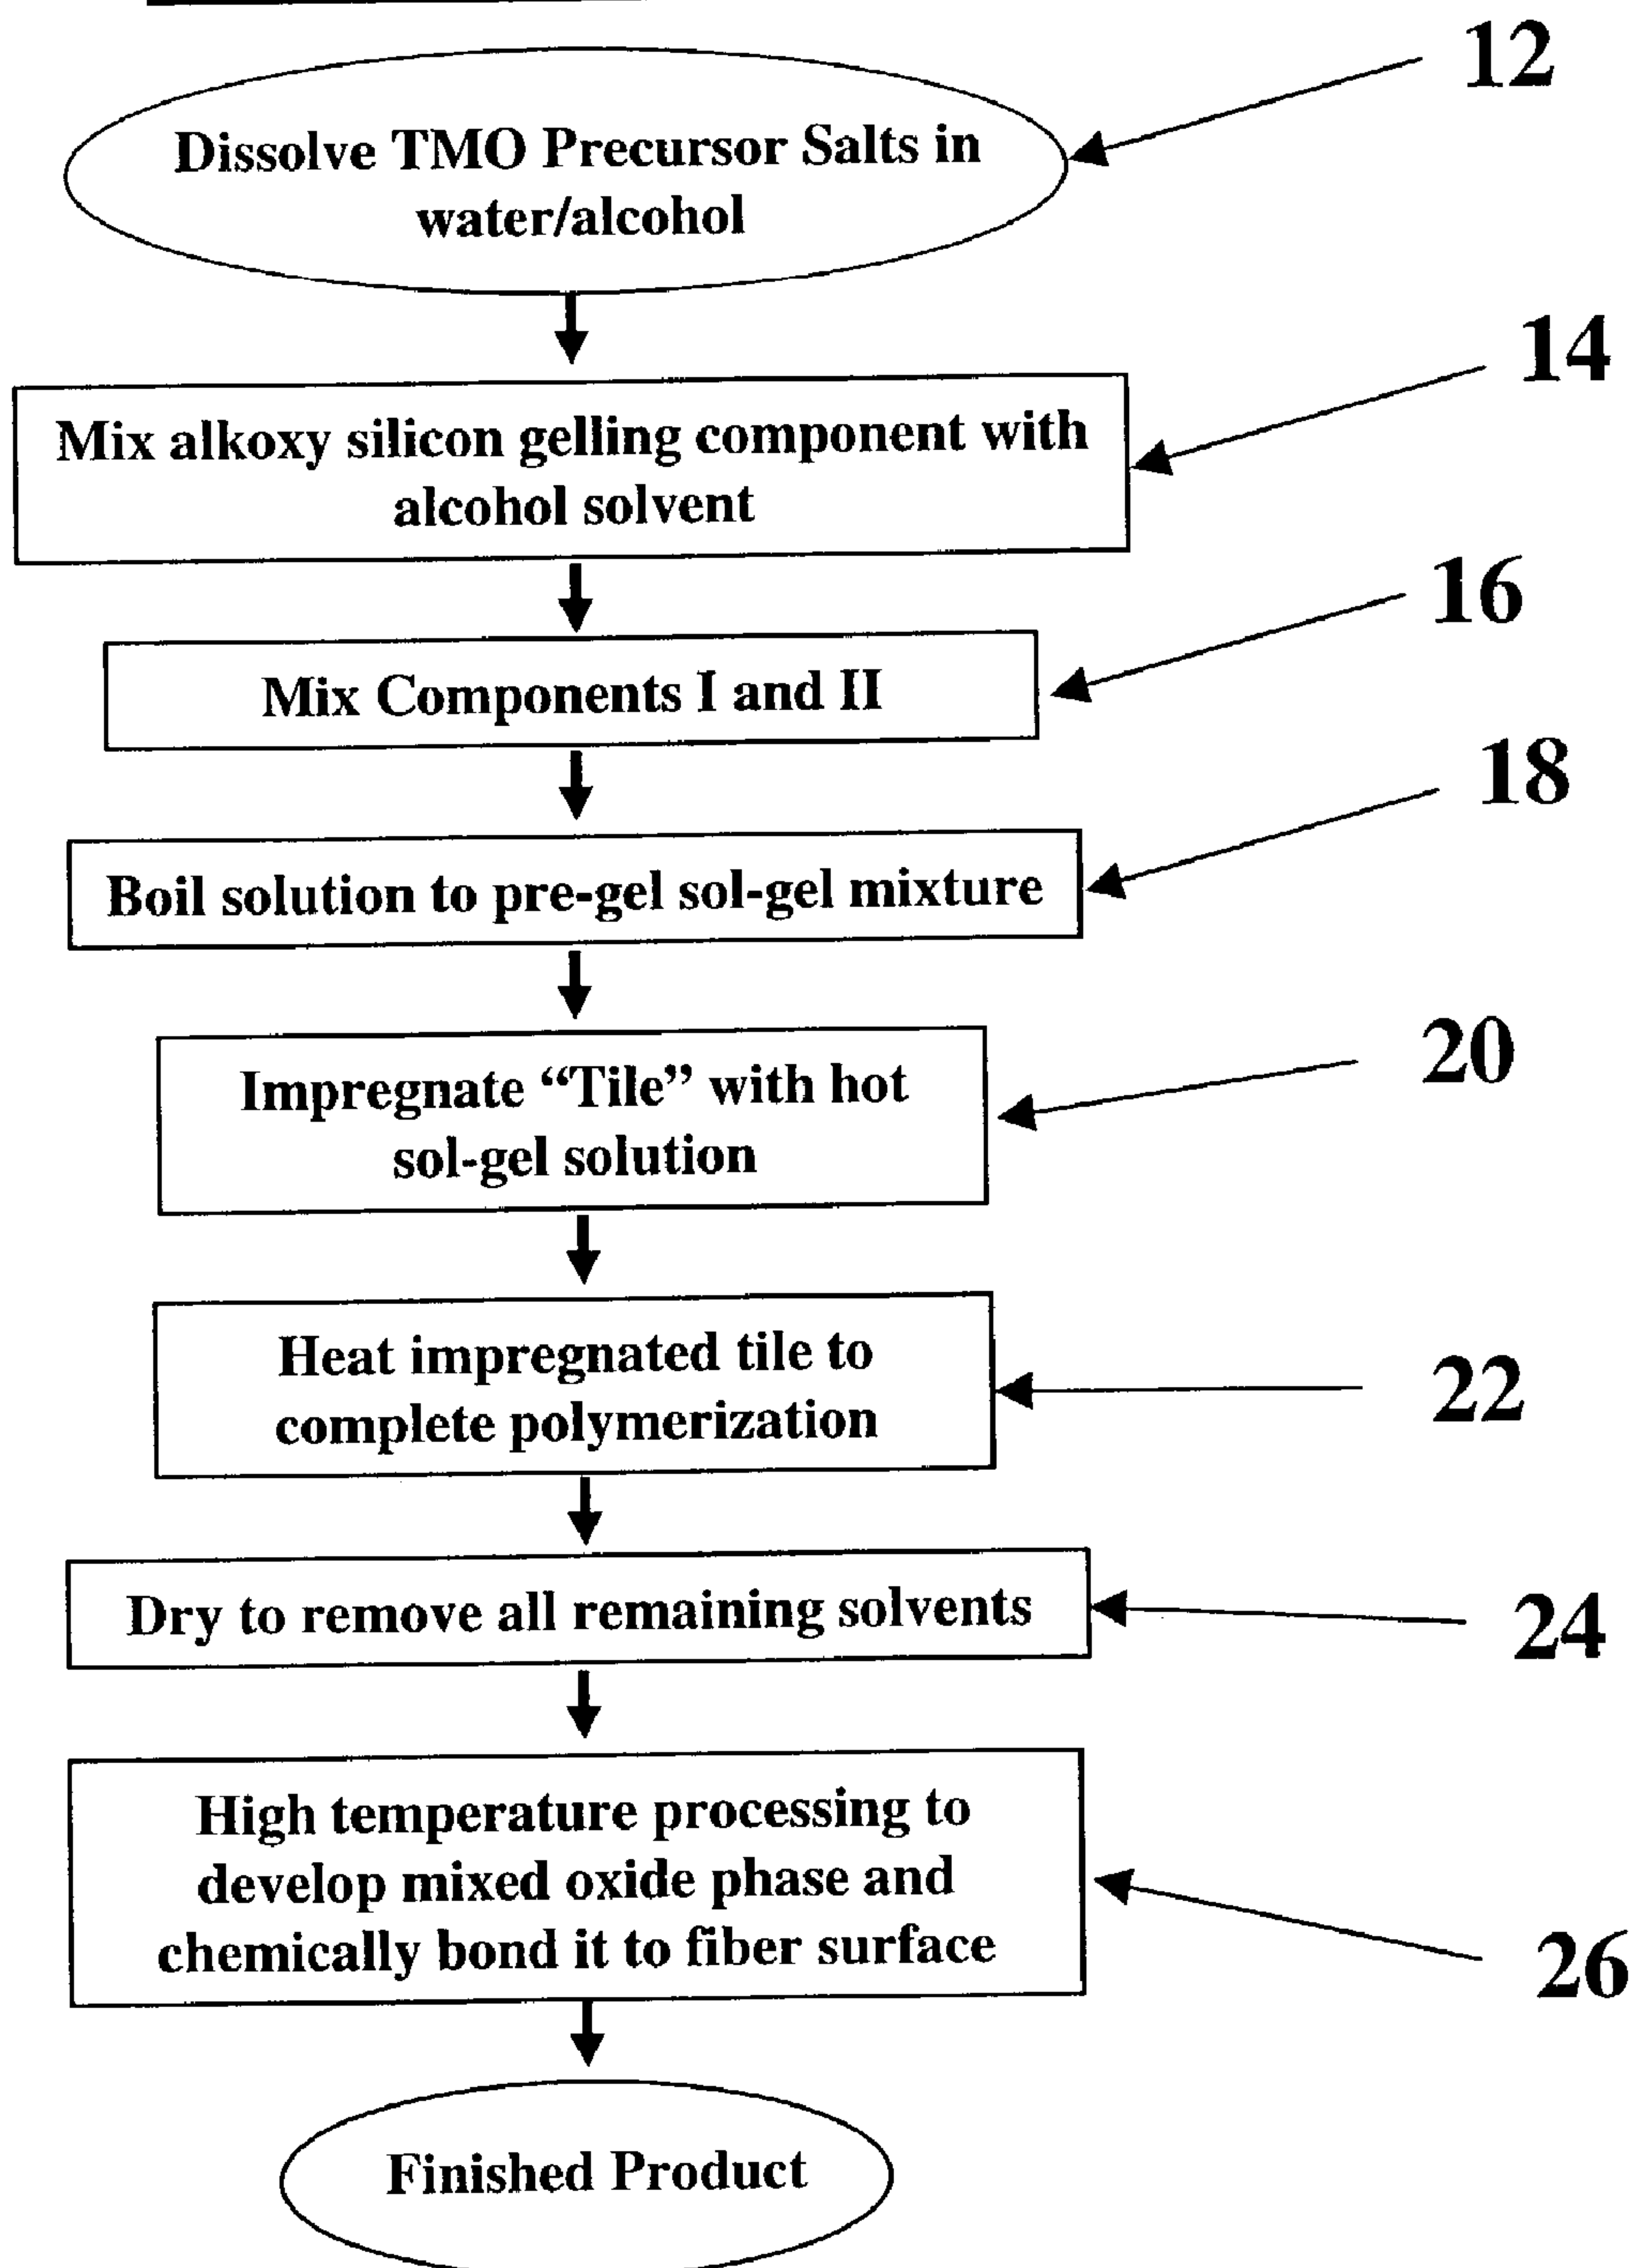 12
Dissolve TMO Precursor Salts in
water/alcohol
14
Mix alkoxy silicon gelling component with
alcohol solvent
16
Mix Components I and II
18
Boil solution to pre-gel sol-gel mixture
20
Impregnate “Tile” with hot
sol-gel solution
22
Heat impregnated tile to
complete polymerization
24
Dry to remove all remaining solvents
26
High temperature processing to
develop mixed oxide phase and
chemically bond it to fiber surface
Finished Product